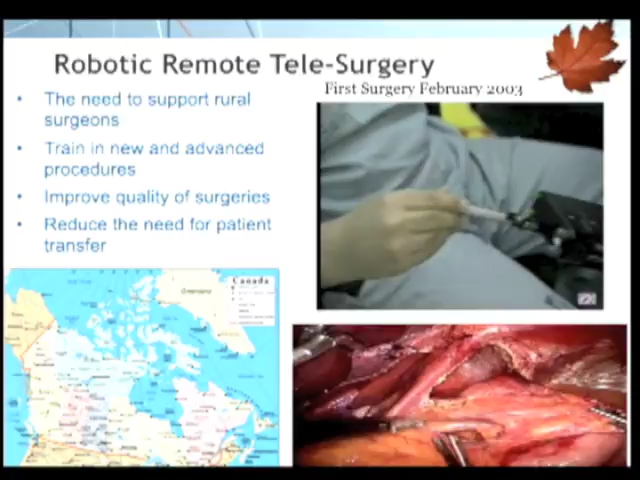 Robotic Remote Tele-Surgery
First Surgery February 2003
• The need to support rural
surgeons
• Train in new and advanced
procedures
• Improve quality of surgeries
• Reduce the need for patient
transfer
Canada
Greenland